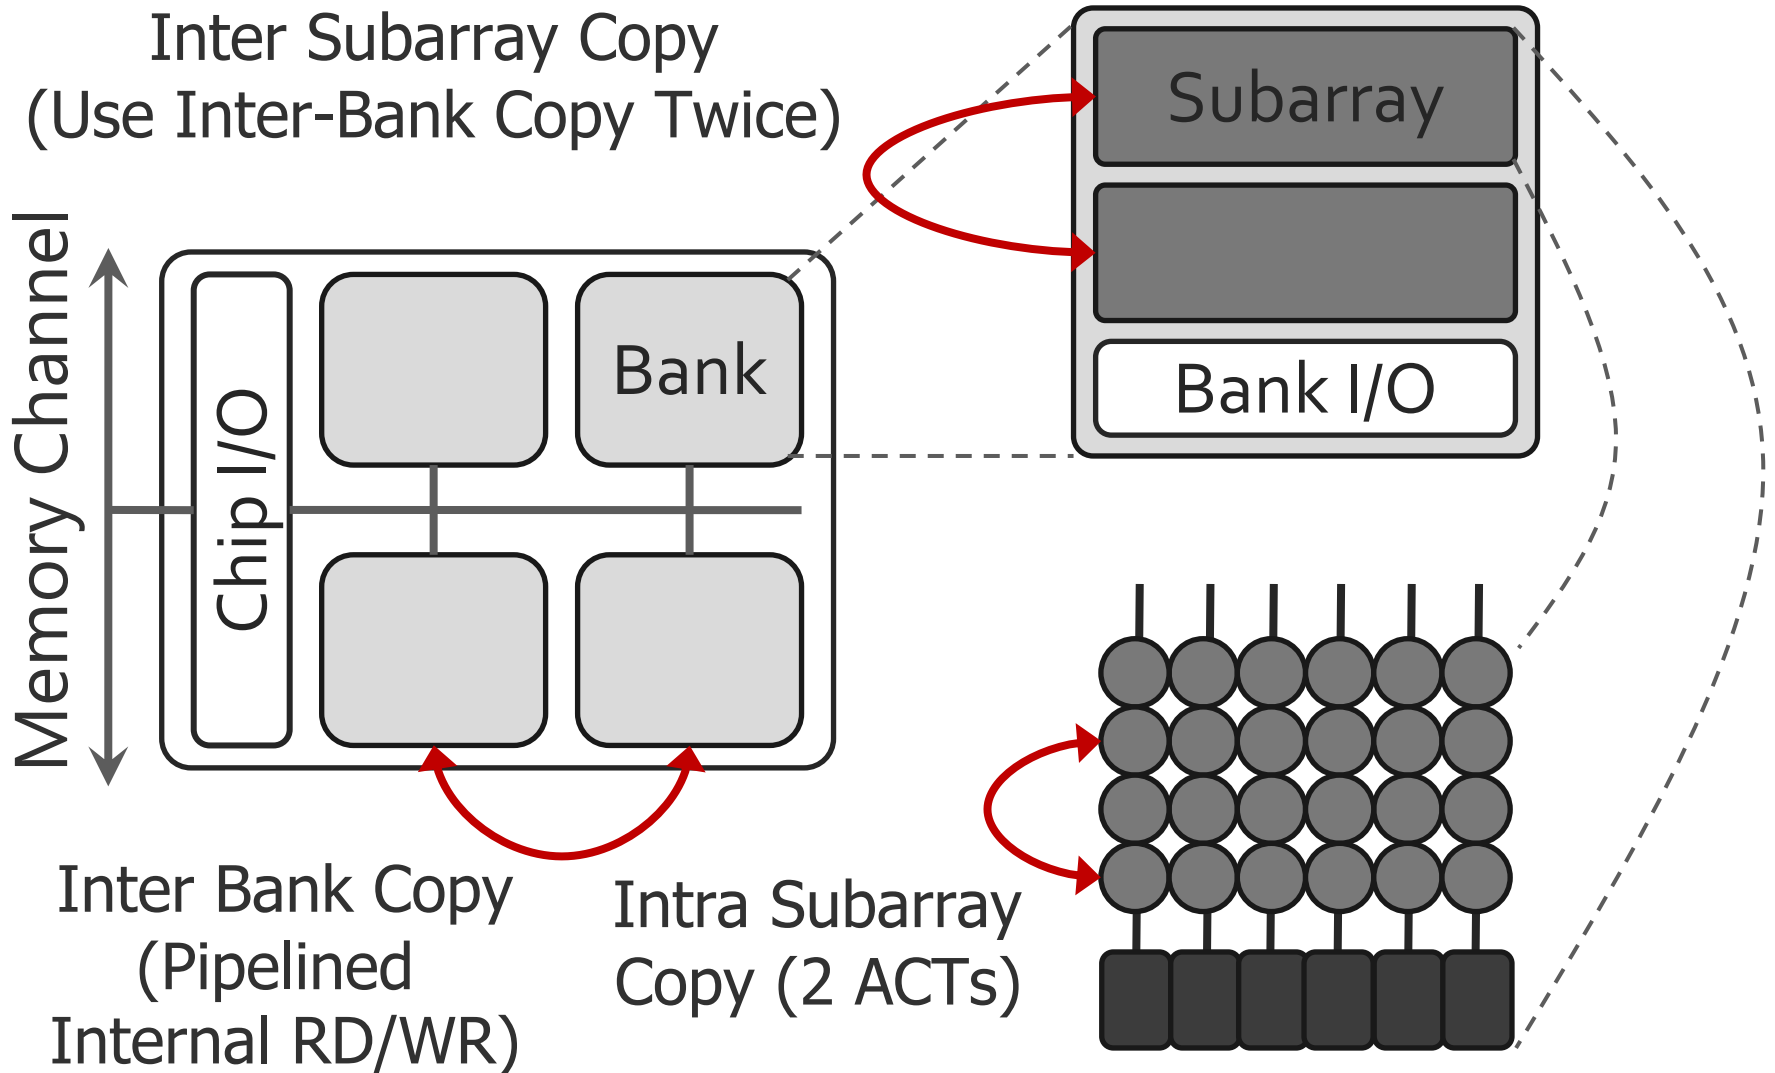 Inter Subarray Copy
(Use Inter-Bank Copy Twice)
Subarray
Bank I/O
Memory Channel
Chip I/O
Bank
Inter Bank Copy
(Pipelined
Internal RD/WR)
Intra Subarray
Copy (2 ACTs)